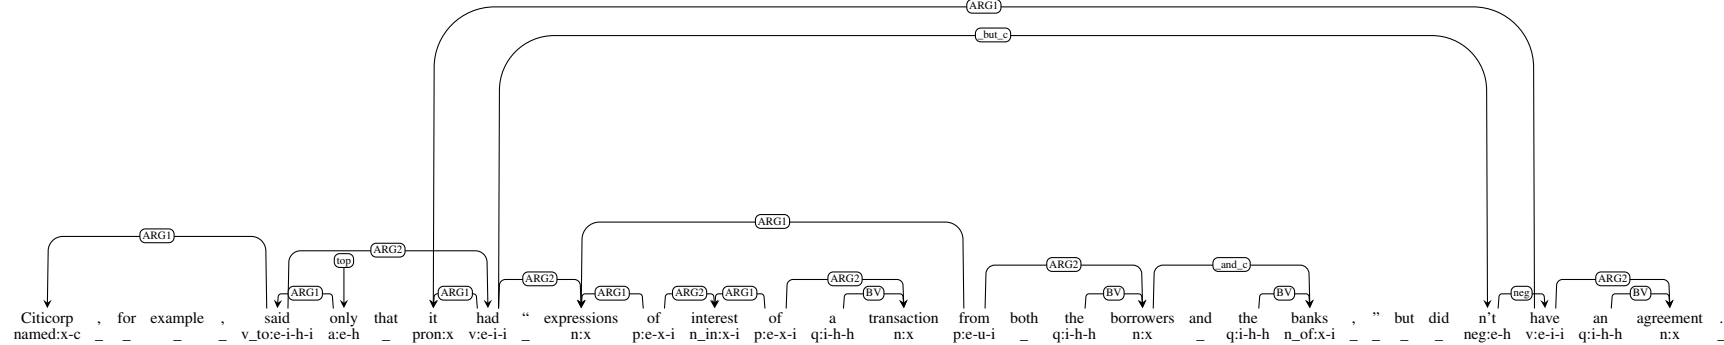 ARG1
_but_c
ARG1
ARG1
ARG2
top
_and_c
ARG2
ARG2
ARG2
ARG2
ARG1 ARG1 ARG1 ARG2 ARG1 BV BV BV neg BV
Citicorp , for example , said only that it had “ expressions of interest of a transaction from both the borrowers and the banks , ” but did n't have an agreement .
named:x-c _ _ _ _ v_to:e-i-h-i a:e-h _ pron:x v:e-i-i _ n:x p:e-x-i n_in:x-i p:e-x-i q:i-h-h n:x p:e-u-i _ q:i-h-h n:x _ q:i-h-h n_of:x-i _ _ _ _ neg:e-h v:e-i-i q:i-h-h n:x _